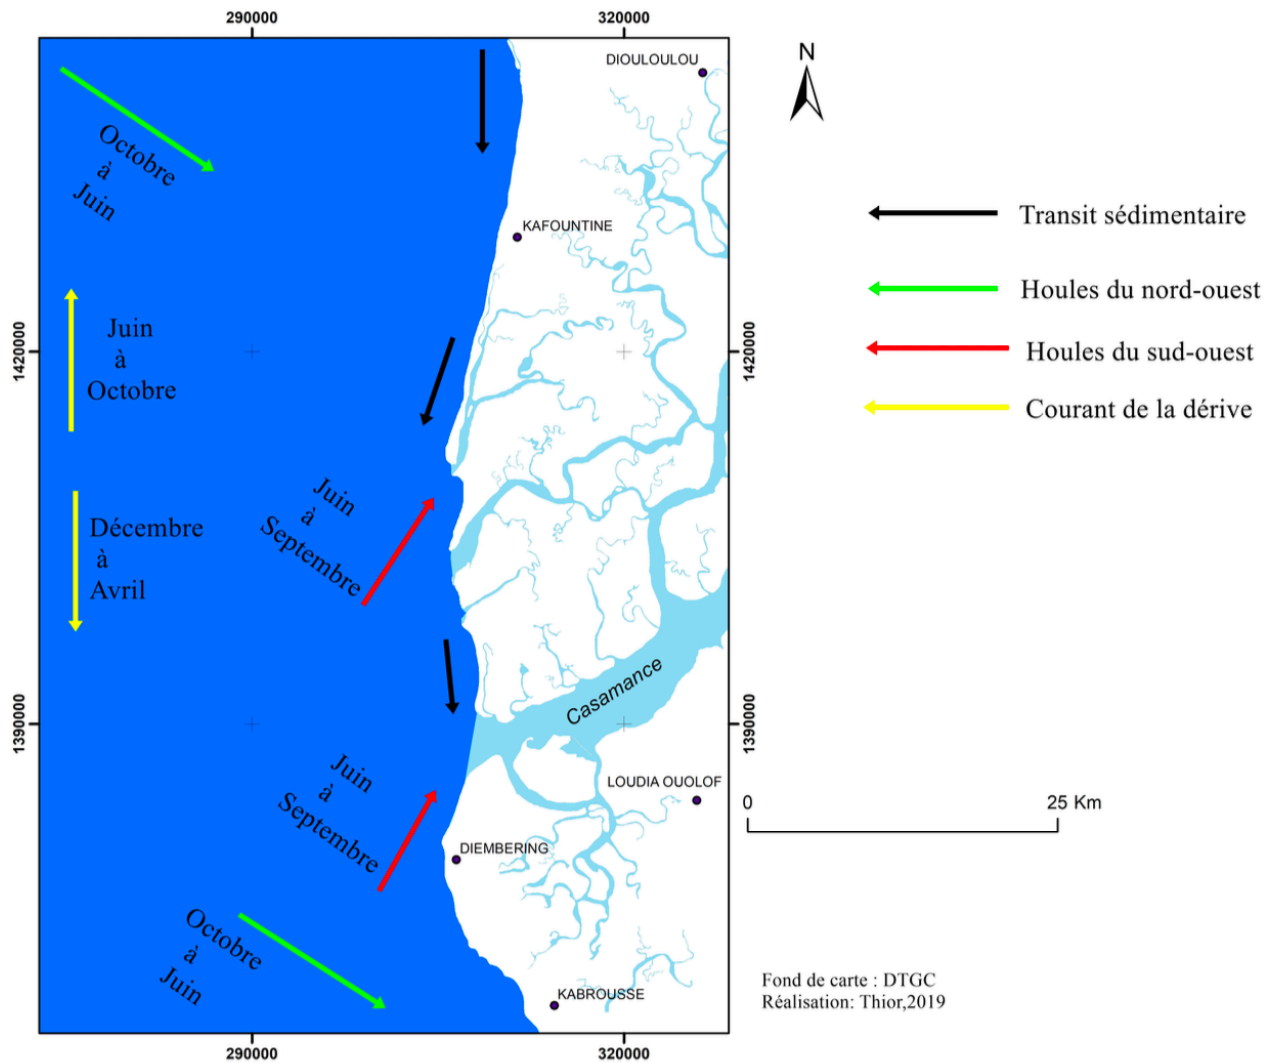 290000
320000
DIOULOULOU
N
Octobre
à
Juin
Transit sédimentaire
KAFOUNTINE
Houles du nord-ouest
1420000
Juin
à
Octobre
1420000
Houles du sud-ouest
Courant de la dérive
Juin
à
Septembre
Décembre
à
Avril
Casamance
1390000
1390000
Juin
à
Septembre
LOUDIA OUOLOF
0
25 Km
DIEMBERING
Octobre
à
Juin
KABROUSSE
Fond de carte : DTGC
Réalisation: Thior,2019
290000
320000